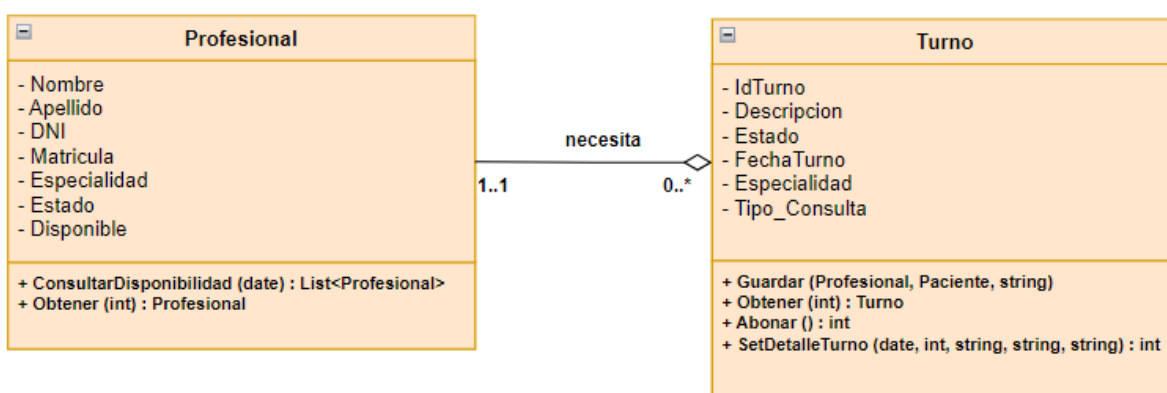 Profesional
- Nombre
- Apellido
- DNI
- Matricula
- Especialidad
- Estado
- Disponible
+ ConsultarDisponibilidad (date) : List<Profesional>
+ Obtener (int) : Profesional
necesita
1..1
0..*
Turno
- IdTurno
- Descripcion
- Estado
- FechaTurno
- Especialidad
- Tipo_Consulta
+ Guardar (Profesional, Paciente, string)
+ Obtener (int) : Turno
+ Abonar () : int
+ SetDetalleTurno (date, int, string, string, string) : int